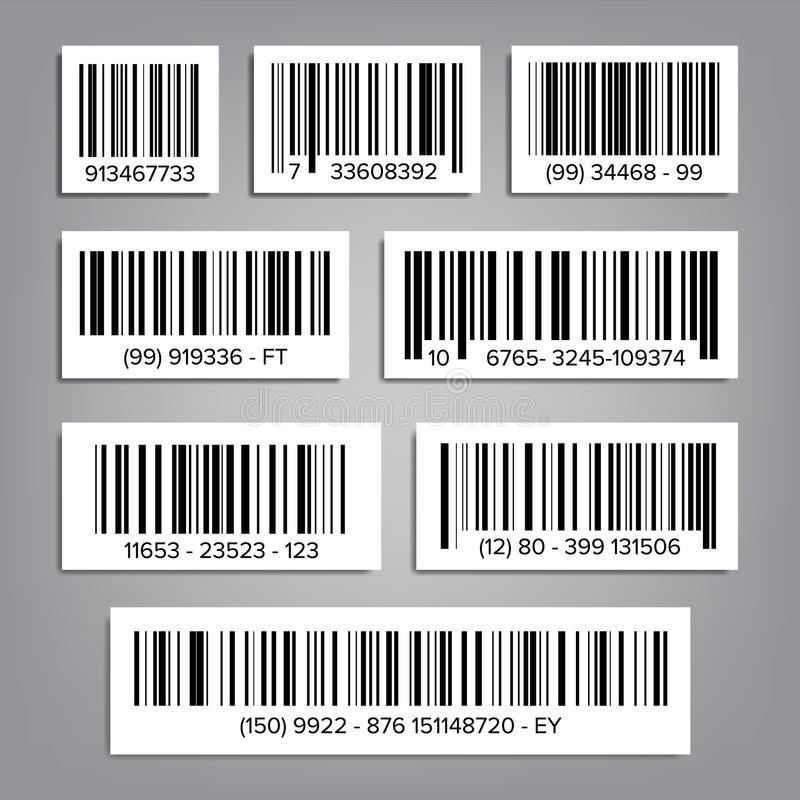 913467733
7 33608392
(99) 34468 - 99
(99) 919336 - FT
10 6765- 3245-109374
dreamstime
11653 - 23523 - 123
(12) 80 - 399 131506
(150) 9922 - 876 151148720 - EY